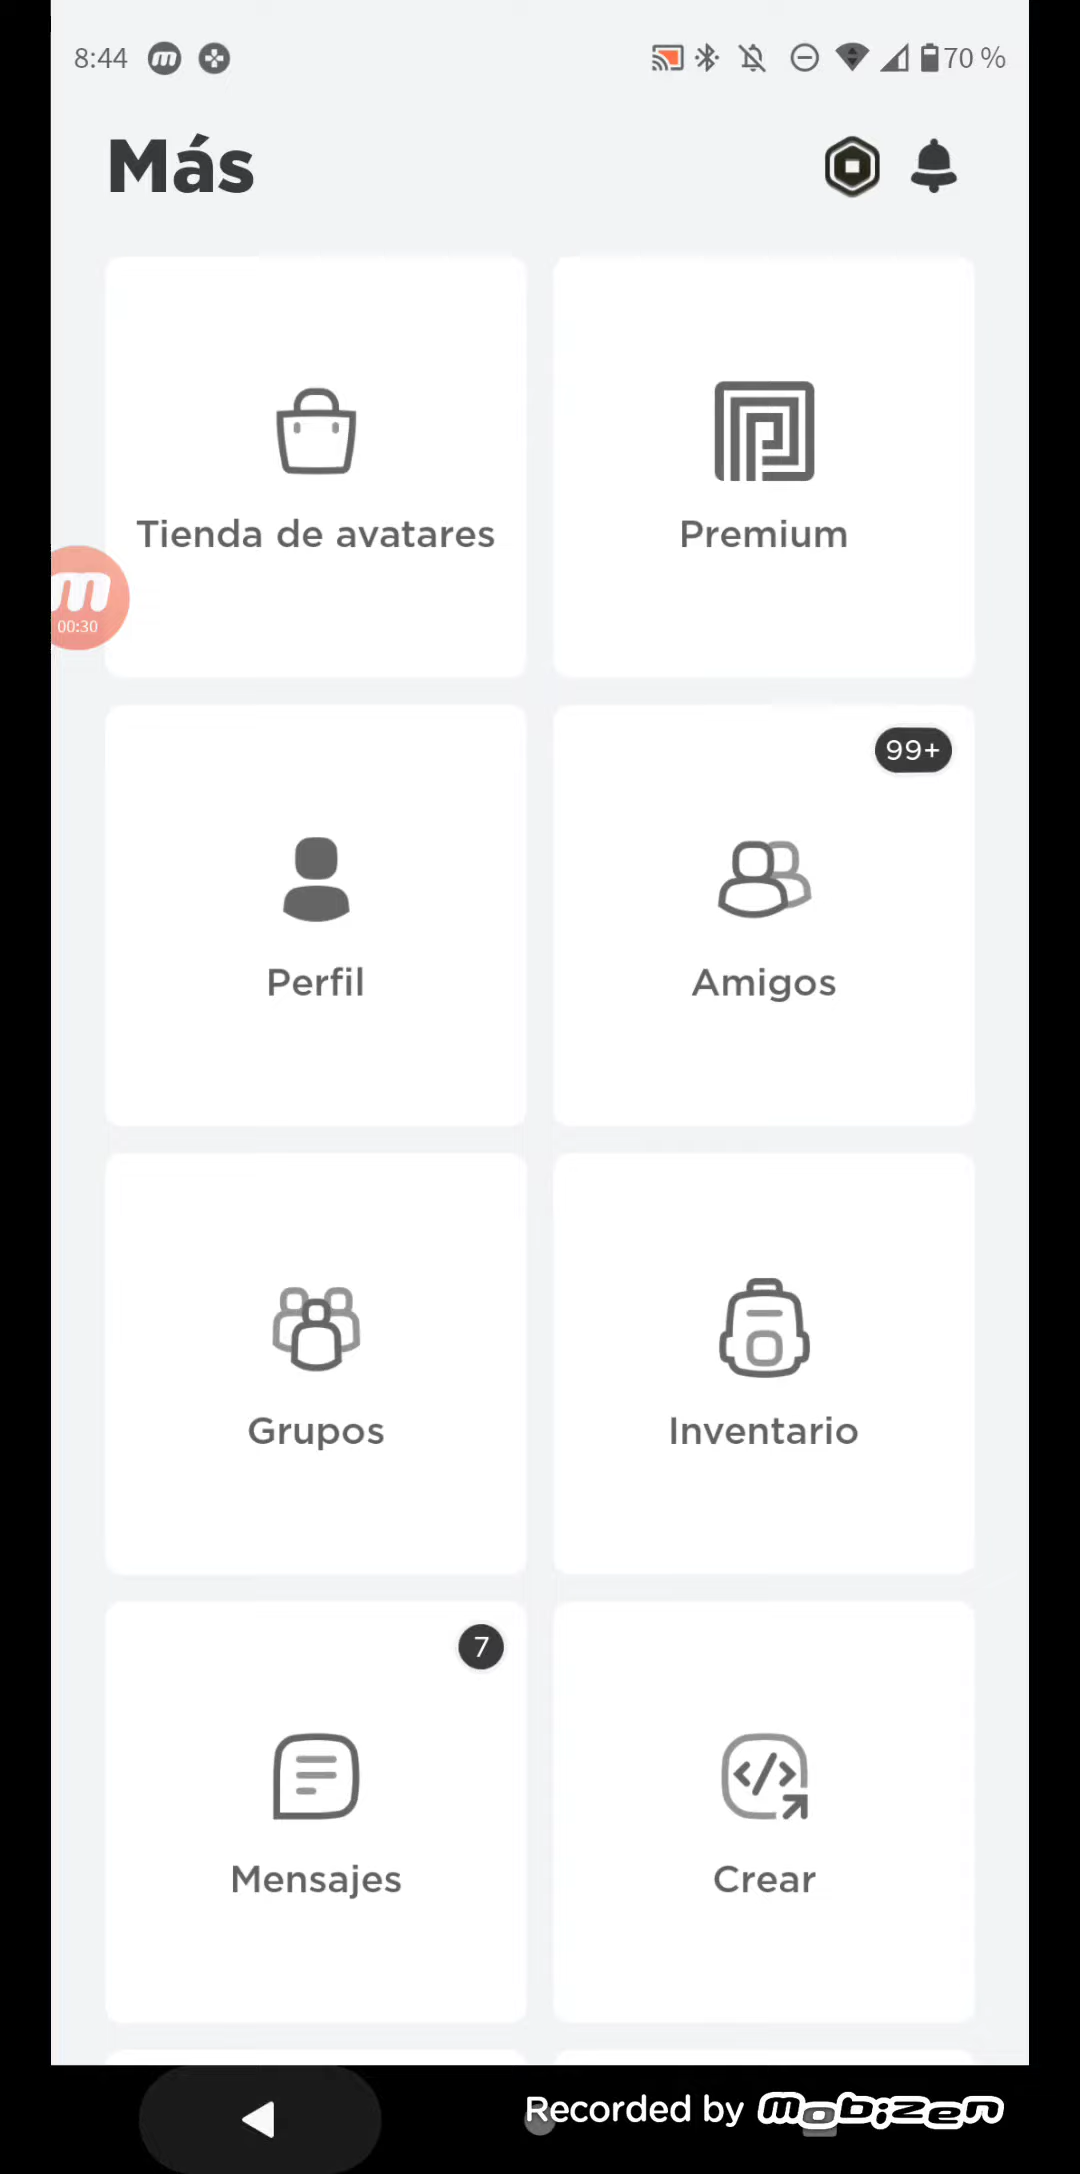 8:44
70 %
Más
Tienda de avatares
Premium
00:30
99+
Perfil
Amigos
Grupos
Inventario
7
Mensajes
Crear
Recorded by mobizen